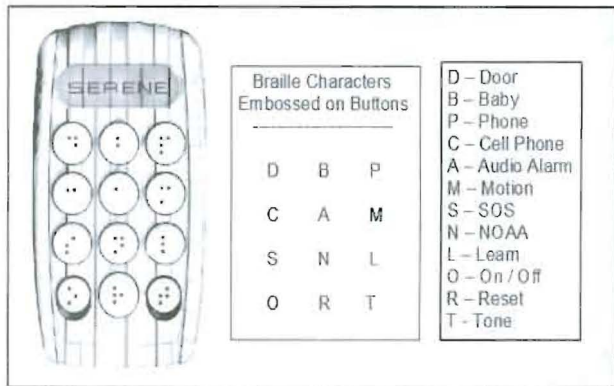 SERENE
Braille Characters
Embossed on Buttons
D B P
C A M
S N L
O R T
D – Door
B – Baby
P – Phone
C – Cell Phone
A – Audio Alarm
M – Motion
S – SOS
N – NOAA
L – Learn
O – On / Off
R – Reset
T – Tone